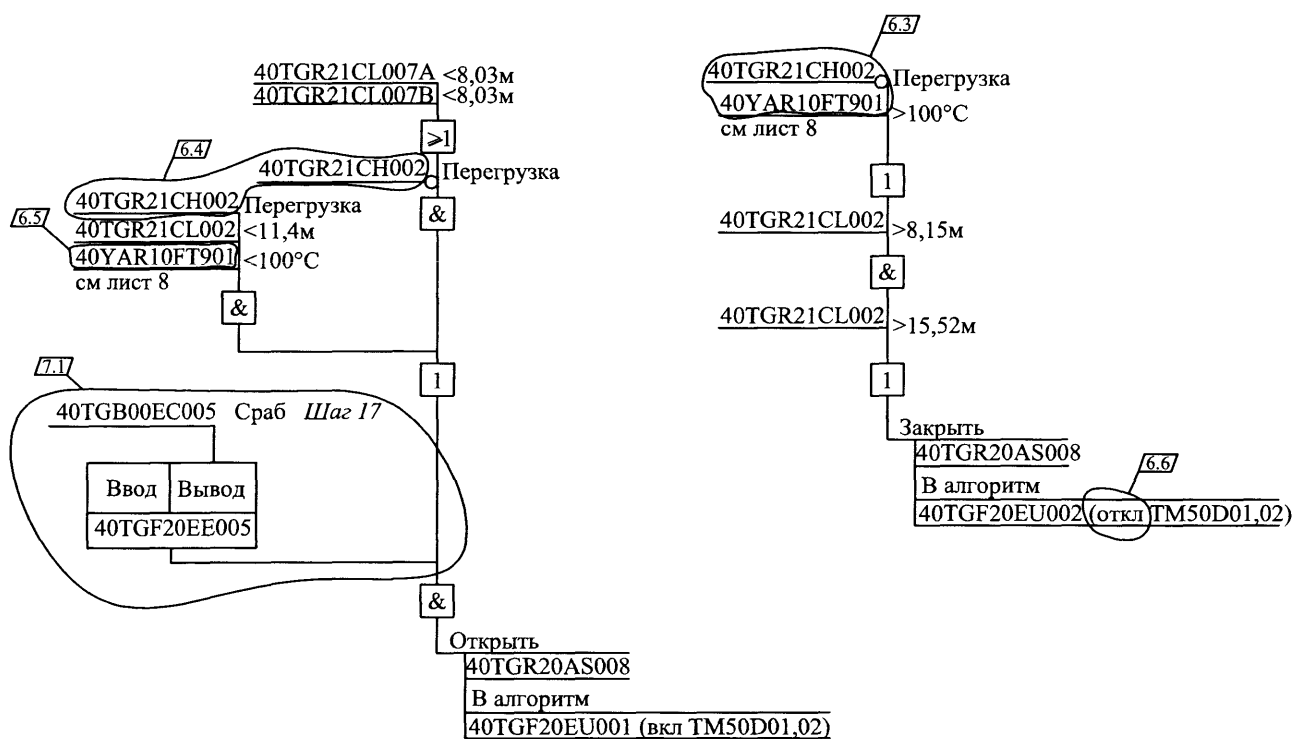 6.3
40TGR21CL007A <8,03м
40TGR21CL007B <8,03м
≥1
6.4
40TGR21CH002 Перегрузка
40TGR21CH002 Перегрузка
&
6.5
40TGR21CL002 <11,4м
40YAR10FT901 <100°C
см лист 8
&
1
7.1
40TGB00EC005 Сраб Шаг 17
Ввод Вывод
40TGF20EE005
&
Открыть
40TGR20AS008
В алгоритм
40TGF20EU001 (вкл TM50D01,02)
40TGR21CH002 Перегрузка
40YAR10FT901 >100°C
см лист 8
1
40TGR21CL002 >8,15м
&
40TGR21CL002 >15,52м
1
Закрыть
40TGR20AS008
6.6
В алгоритм
40TGF20EU002 (откл TM50D01,02)